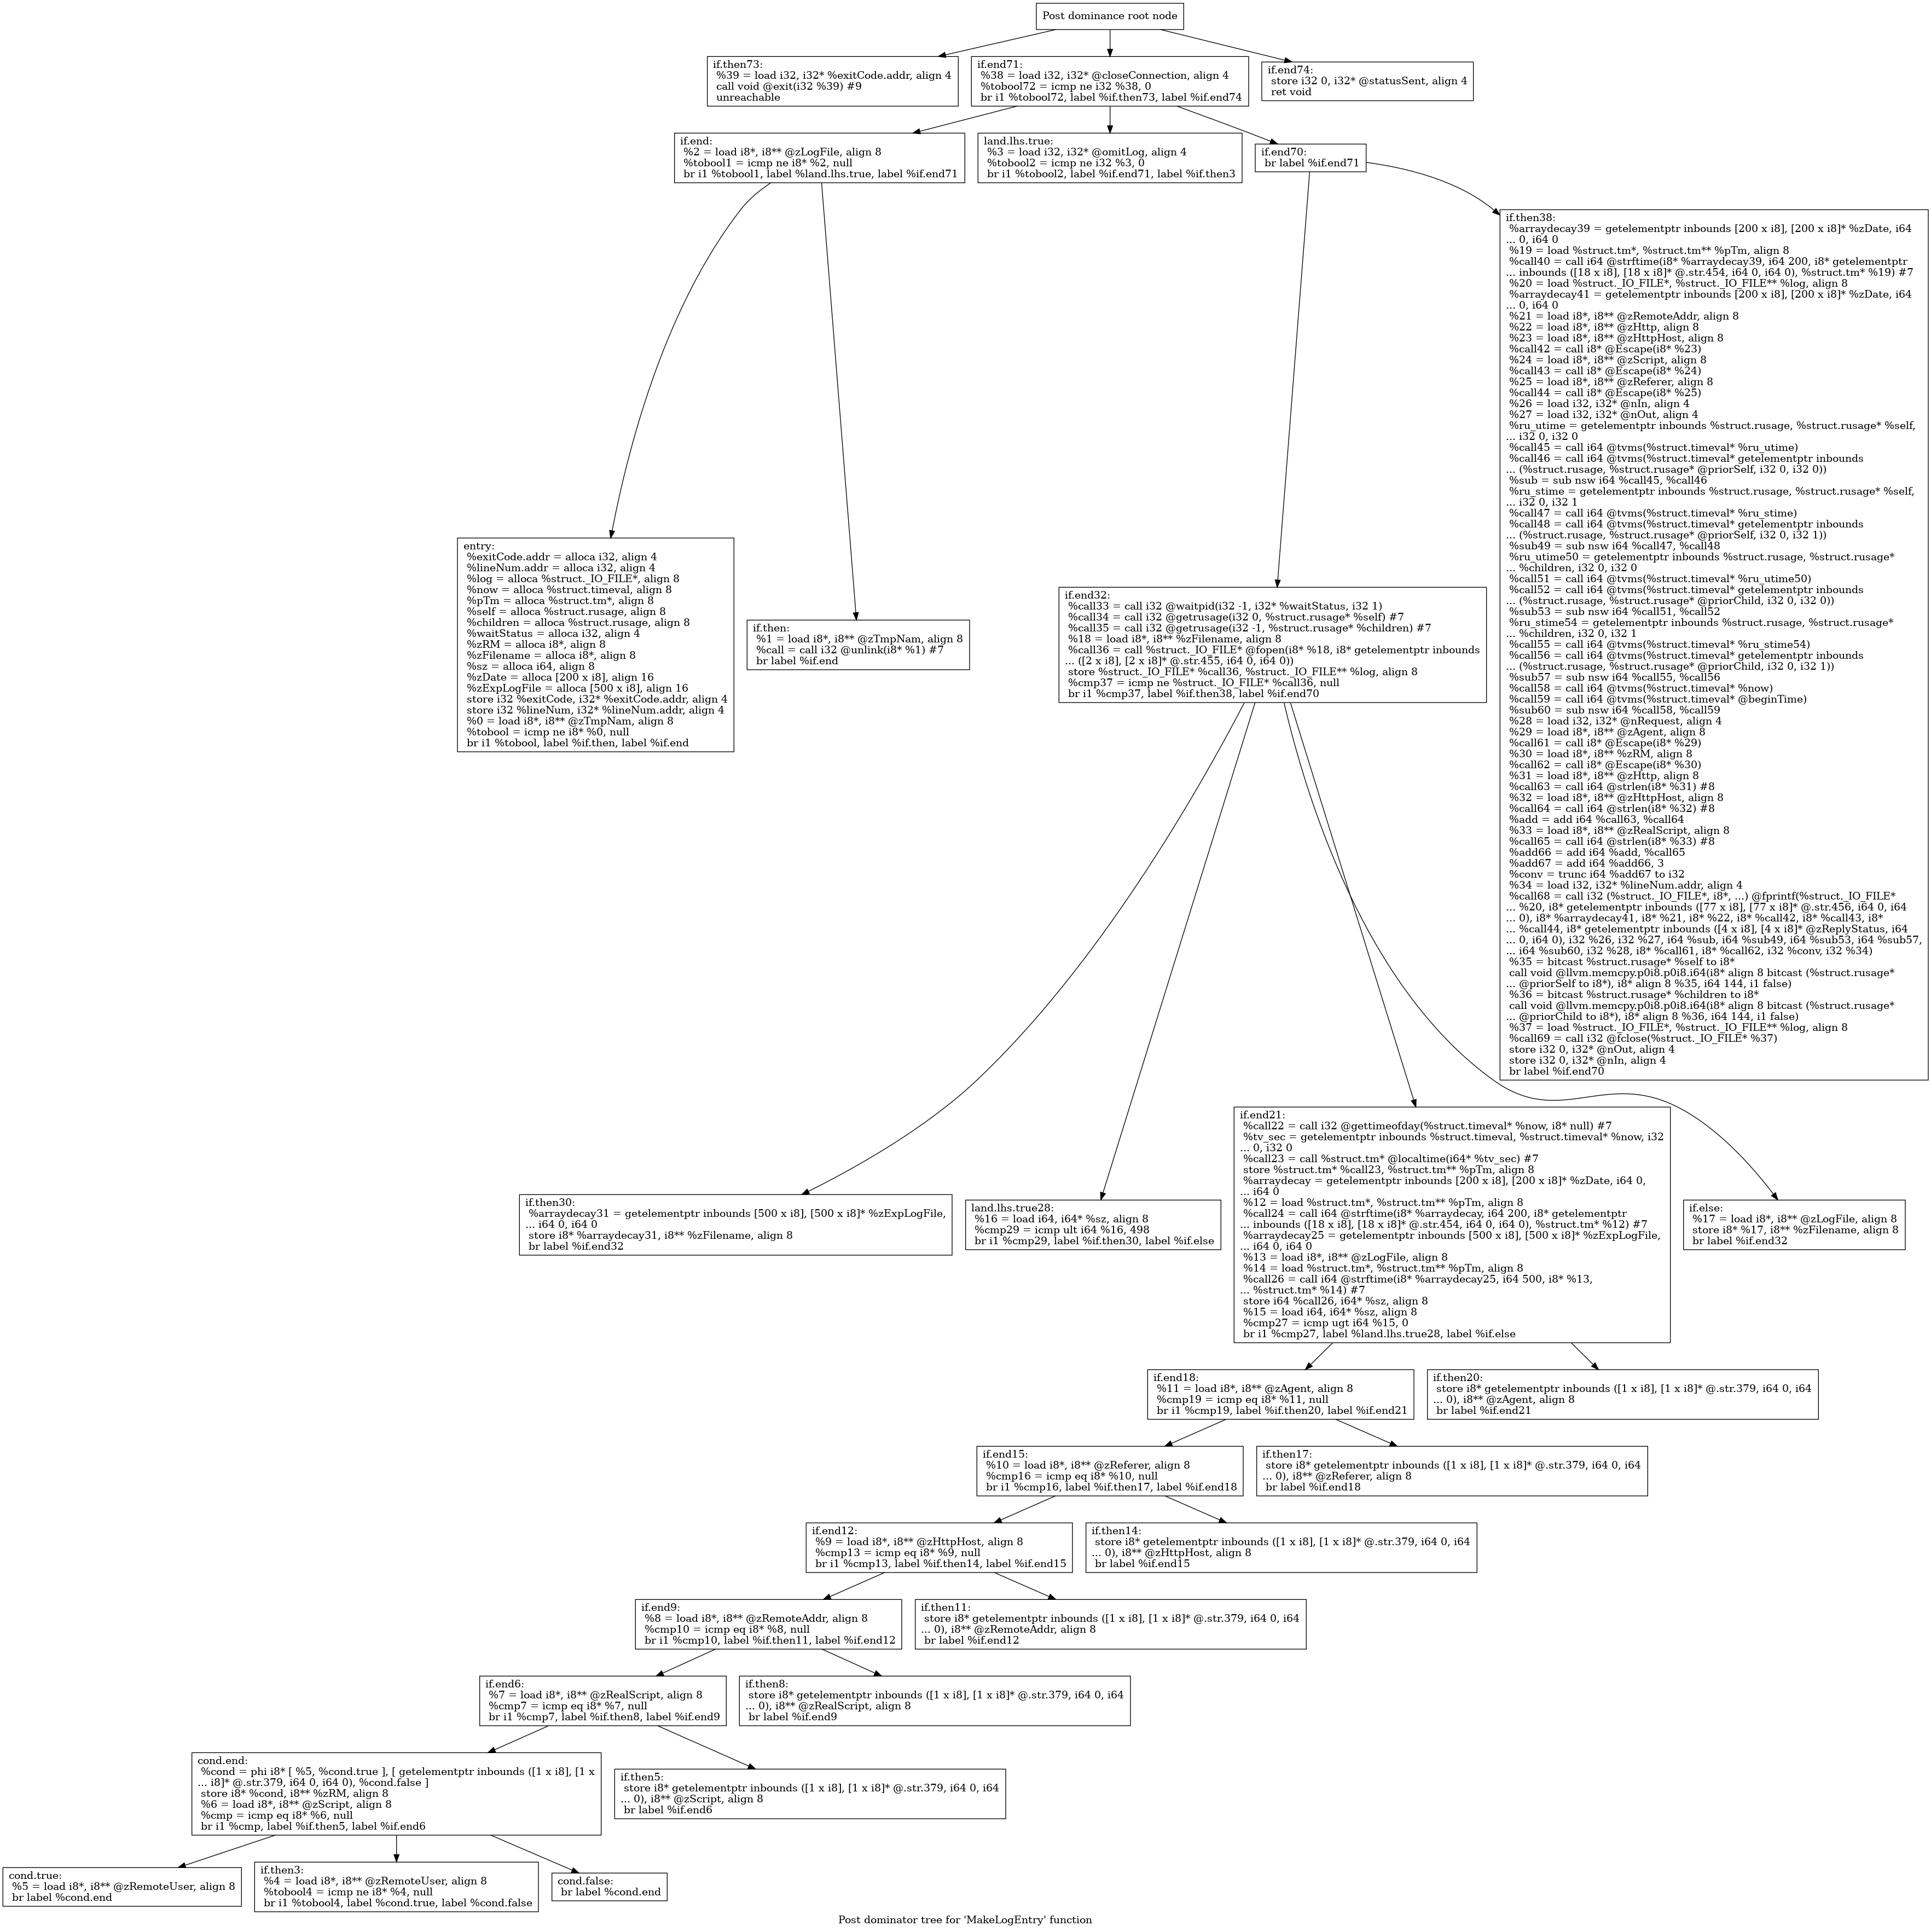 Post dominance root node
if.then73:
%39 = load i32, i32* %exitCode.addr, align 4
call void @exit(i32 %39) #9
unreachable
if.end71:
%38 = load i32, i32* @closeConnection, align 4
%tobool72 = icmp ne i32 %38, 0
br i1 %tobool72, label %if.then73, label %if.end74
if.end74:
store i32 0, i32* @statusSent, align 4
ret void
if.end:
%2 = load i8*, i8** @zLogFile, align 8
%tobool1 = icmp ne i8* %2, null
br i1 %tobool1, label %land.lhs.true, label %if.end71
land.lhs.true:
%3 = load i32, i32* @omitLog, align 4
%tobool2 = icmp ne i32 %3, 0
br i1 %tobool2, label %if.end71, label %if.then3
if.end70:
br label %if.end71
if.then38:
%arraydecay39 = getelementptr inbounds [200 x i8], [200 x i8]* %zDate, i64
... 0, i64 0
%19 = load %struct.tm*, %struct.tm** %pTm, align 8
%call40 = call i64 @strftime(i8* %arraydecay39, i64 200, i8* getelementptr
... inbounds ([18 x i8], [18 x i8]* @.str.454, i64 0, i64 0), %struct.tm* %19) #7
%20 = load %struct._IO_FILE*, %struct._IO_FILE** %log, align 8
%arraydecay41 = getelementptr inbounds [200 x i8], [200 x i8]* %zDate, i64
... 0, i64 0
%21 = load i8*, i8** @zRemoteAddr, align 8
%22 = load i8*, i8** @zHttp, align 8
%23 = load i8*, i8** @zHttpHost, align 8
%call42 = call i8* @Escape(i8* %23)
%24 = load i8*, i8** @zScript, align 8
%call43 = call i8* @Escape(i8* %24)
%25 = load i8*, i8** @zReferer, align 8
%call44 = call i8* @Escape(i8* %25)
%26 = load i32, i32* @nIn, align 4
%27 = load i32, i32* @nOut, align 4
%ru_utime = getelementptr inbounds %struct.rusage, %struct.rusage* %self,
... i32 0, i32 0
%call45 = call i64 @tvms(%struct.timeval* %ru_utime)
%call46 = call i64 @tvms(%struct.timeval* getelementptr inbounds
... (%struct.rusage, %struct.rusage* @priorSelf, i32 0, i32 0))
%sub = sub nsw i64 %call45, %call46
%ru_stime = getelementptr inbounds %struct.rusage, %struct.rusage* %self,
... i32 0, i32 1
%call47 = call i64 @tvms(%struct.timeval* %ru_stime)
%call48 = call i64 @tvms(%struct.timeval* getelementptr inbounds
... (%struct.rusage, %struct.rusage* @priorSelf, i32 0, i32 1))
%sub49 = sub nsw i64 %call47, %call48
%ru_utime50 = getelementptr inbounds %struct.rusage, %struct.rusage*
... %children, i32 0, i32 0
%call51 = call i64 @tvms(%struct.timeval* %ru_utime50)
%call52 = call i64 @tvms(%struct.timeval* getelementptr inbounds
... (%struct.rusage, %struct.rusage* @priorChild, i32 0, i32 0))
%sub53 = sub nsw i64 %call51, %call52
%ru_stime54 = getelementptr inbounds %struct.rusage, %struct.rusage*
... %children, i32 0, i32 1
%call55 = call i64 @tvms(%struct.timeval* %ru_stime54)
%call56 = call i64 @tvms(%struct.timeval* getelementptr inbounds
... (%struct.rusage, %struct.rusage* @priorChild, i32 0, i32 1))
%sub57 = sub nsw i64 %call55, %call56
%call58 = call i64 @tvms(%struct.timeval* %now)
%call59 = call i64 @tvms(%struct.timeval* @beginTime)
%sub60 = sub nsw i64 %call58, %call59
%28 = load i32, i32* @nRequest, align 4
%29 = load i8*, i8** @zAgent, align 8
%call61 = call i8* @Escape(i8* %29)
%30 = load i8*, i8** %zRM, align 8
%call62 = call i8* @Escape(i8* %30)
%31 = load i8*, i8** @zHttp, align 8
%call63 = call i64 @strlen(i8* %31) #8
%32 = load i8*, i8** @zHttpHost, align 8
%call64 = call i64 @strlen(i8* %32) #8
%add = add i64 %call63, %call64
%33 = load i8*, i8** @zRealScript, align 8
%call65 = call i64 @strlen(i8* %33) #8
%add66 = add i64 %add, %call65
%add67 = add i64 %add66, 3
%conv = trunc i64 %add67 to i32
%34 = load i32, i32* %lineNum.addr, align 4
%call68 = call i32 (%struct._IO_FILE*, i8*, ...) @fprintf(%struct._IO_FILE*
... %20, i8* getelementptr inbounds ([77 x i8], [77 x i8]* @.str.456, i64 0, i64
... 0), i8* %arraydecay41, i8* %21, i8* %22, i8* %call42, i8* %call43, i8*
... %call44, i8* getelementptr inbounds ([4 x i8], [4 x i8]* @zReplyStatus, i64
... 0, i64 0), i32 %26, i32 %27, i64 %sub, i64 %sub49, i64 %sub53, i64 %sub57,
... i64 %sub60, i32 %28, i8* %call61, i8* %call62, i32 %conv, i32 %34)
%35 = bitcast %struct.rusage* %self to i8*
call void @llvm.memcpy.p0i8.p0i8.i64(i8* align 8 bitcast (%struct.rusage*
... @priorSelf to i8*), i8* align 8 %35, i64 144, i1 false)
%36 = bitcast %struct.rusage* %children to i8*
call void @llvm.memcpy.p0i8.p0i8.i64(i8* align 8 bitcast (%struct.rusage*
... @priorChild to i8*), i8* align 8 %36, i64 144, i1 false)
%37 = load %struct._IO_FILE*, %struct._IO_FILE** %log, align 8
%call69 = call i32 @fclose(%struct._IO_FILE* %37)
store i32 0, i32* @nOut, align 4
store i32 0, i32* @nIn, align 4
br label %if.end70
entry:
%exitCode.addr = alloca i32, align 4
%lineNum.addr = alloca i32, align 4
%log = alloca %struct._IO_FILE*, align 8
%now = alloca %struct.timeval, align 8
%pTm = alloca %struct.tm*, align 8
%self = alloca %struct.rusage, align 8
%children = alloca %struct.rusage, align 8
%waitStatus = alloca i32, align 4
%zRM = alloca i8*, align 8
%zFilename = alloca i8*, align 8
%sz = alloca i64, align 8
%zDate = alloca [200 x i8], align 16
%zExpLogFile = alloca [500 x i8], align 16
store i32 %exitCode, i32* %exitCode.addr, align 4
store i32 %lineNum, i32* %lineNum.addr, align 4
%0 = load i8*, i8** @zTmpNam, align 8
%tobool = icmp ne i8* %0, null
br i1 %tobool, label %if.then, label %if.end
if.then:
%1 = load i8*, i8** @zTmpNam, align 8
%call = call i32 @unlink(i8* %1) #7
br label %if.end
if.end32:
%call33 = call i32 @waitpid(i32 -1, i32* %waitStatus, i32 1)
%call34 = call i32 @getrusage(i32 0, %struct.rusage* %self) #7
%call35 = call i32 @getrusage(i32 -1, %struct.rusage* %children) #7
%18 = load i8*, i8** %zFilename, align 8
%call36 = call %struct._IO_FILE* @fopen(i8* %18, i8* getelementptr inbounds
... ([2 x i8], [2 x i8]* @.str.455, i64 0, i64 0))
store %struct._IO_FILE* %call36, %struct._IO_FILE** %log, align 8
%cmp37 = icmp ne %struct._IO_FILE* %call36, null
br i1 %cmp37, label %if.then38, label %if.end70
if.then30:
%arraydecay31 = getelementptr inbounds [500 x i8], [500 x i8]* %zExpLogFile,
... i64 0, i64 0
store i8* %arraydecay31, i8** %zFilename, align 8
br label %if.end32
land.lhs.true28:
%16 = load i64, i64* %sz, align 8
%cmp29 = icmp ult i64 %16, 498
br i1 %cmp29, label %if.then30, label %if.else
if.end21:
%call22 = call i32 @gettimeofday(%struct.timeval* %now, i8* null) #7
%tv_sec = getelementptr inbounds %struct.timeval, %struct.timeval* %now, i32
... 0, i32 0
%call23 = call %struct.tm* @localtime(i64* %tv_sec) #7
store %struct.tm* %call23, %struct.tm** %pTm, align 8
%arraydecay = getelementptr inbounds [200 x i8], [200 x i8]* %zDate, i64 0,
... i64 0
%12 = load %struct.tm*, %struct.tm** %pTm, align 8
%call24 = call i64 @strftime(i8* %arraydecay, i64 200, i8* getelementptr
... inbounds ([18 x i8], [18 x i8]* @.str.454, i64 0, i64 0), %struct.tm* %12) #7
%arraydecay25 = getelementptr inbounds [500 x i8], [500 x i8]* %zExpLogFile,
... i64 0, i64 0
%13 = load i8*, i8** @zLogFile, align 8
%14 = load %struct.tm*, %struct.tm** %pTm, align 8
%call26 = call i64 @strftime(i8* %arraydecay25, i64 500, i8* %13,
... %struct.tm* %14) #7
store i64 %call26, i64* %sz, align 8
%15 = load i64, i64* %sz, align 8
%cmp27 = icmp ugt i64 %15, 0
br i1 %cmp27, label %land.lhs.true28, label %if.else
if.else:
%17 = load i8*, i8** @zLogFile, align 8
store i8* %17, i8** %zFilename, align 8
br label %if.end32
if.end18:
%11 = load i8*, i8** @zAgent, align 8
%cmp19 = icmp eq i8* %11, null
br i1 %cmp19, label %if.then20, label %if.end21
if.then20:
store i8* getelementptr inbounds ([1 x i8], [1 x i8]* @.str.379, i64 0, i64
... 0), i8** @zAgent, align 8
br label %if.end21
if.end15:
%10 = load i8*, i8** @zReferer, align 8
%cmp16 = icmp eq i8* %10, null
br i1 %cmp16, label %if.then17, label %if.end18
if.then17:
store i8* getelementptr inbounds ([1 x i8], [1 x i8]* @.str.379, i64 0, i64
... 0), i8** @zReferer, align 8
br label %if.end18
if.end12:
%9 = load i8*, i8** @zHttpHost, align 8
%cmp13 = icmp eq i8* %9, null
br i1 %cmp13, label %if.then14, label %if.end15
if.then14:
store i8* getelementptr inbounds ([1 x i8], [1 x i8]* @.str.379, i64 0, i64
... 0), i8** @zHttpHost, align 8
br label %if.end15
if.end9:
%8 = load i8*, i8** @zRemoteAddr, align 8
%cmp10 = icmp eq i8* %8, null
br i1 %cmp10, label %if.then11, label %if.end12
if.then11:
store i8* getelementptr inbounds ([1 x i8], [1 x i8]* @.str.379, i64 0, i64
... 0), i8** @zRemoteAddr, align 8
br label %if.end12
if.end6:
%7 = load i8*, i8** @zRealScript, align 8
%cmp7 = icmp eq i8* %7, null
br i1 %cmp7, label %if.then8, label %if.end9
if.then8:
store i8* getelementptr inbounds ([1 x i8], [1 x i8]* @.str.379, i64 0, i64
... 0), i8** @zRealScript, align 8
br label %if.end9
cond.end:
%cond = phi i8* [ %5, %cond.true ], [ getelementptr inbounds ([1 x i8], [1 x
... i8]* @.str.379, i64 0, i64 0), %cond.false ]
store i8* %cond, i8** %zRM, align 8
%6 = load i8*, i8** @zScript, align 8
%cmp = icmp eq i8* %6, null
br i1 %cmp, label %if.then5, label %if.end6
if.then5:
store i8* getelementptr inbounds ([1 x i8], [1 x i8]* @.str.379, i64 0, i64
... 0), i8** @zScript, align 8
br label %if.end6
cond.true:
%5 = load i8*, i8** @zRemoteUser, align 8
br label %cond.end
if.then3:
%4 = load i8*, i8** @zRemoteUser, align 8
%tobool4 = icmp ne i8* %4, null
br i1 %tobool4, label %cond.true, label %cond.false
cond.false:
br label %cond.end
Post dominator tree for 'MakeLogEntry' function